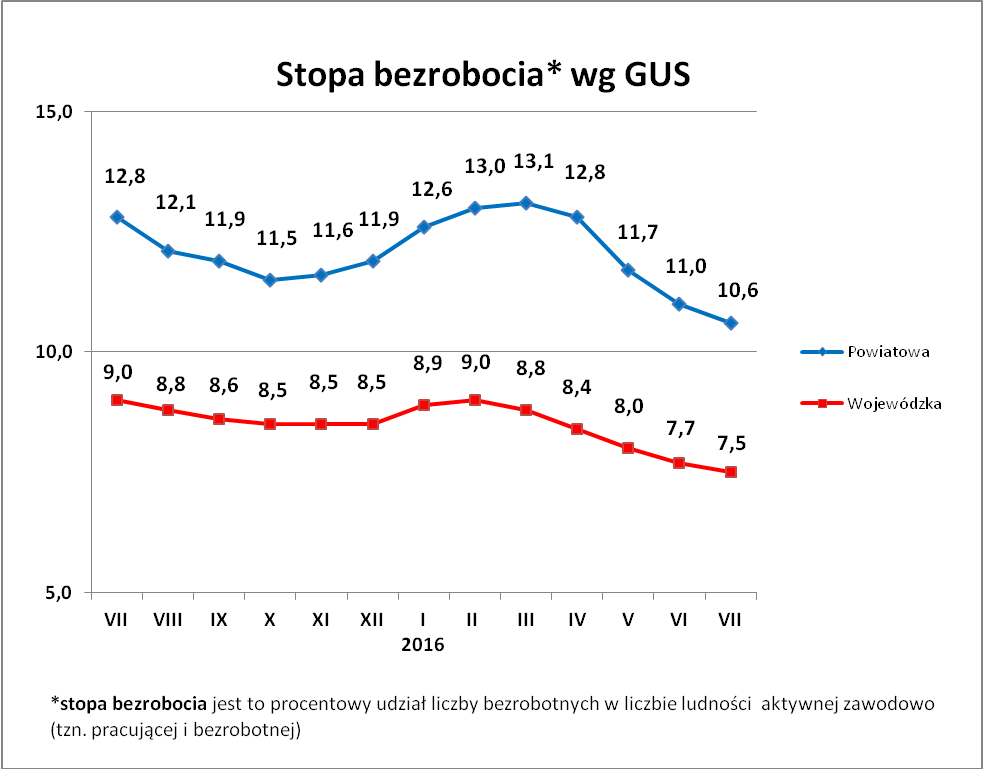 Stopa bezrobocia* wg GUS
15,0
12,8 12,1 11,9 11,5 11,6 11,9 12,6 13,0 13,1 12,8 11,7 11,0 10,6
10,0
9,0 8,8 8,6 8,5 8,5 8,5 8,9 9,0 8,8 8,4 8,0 7,7 7,5
5,0
Powiatowa
Wojewódzka
VII VIII IX X XI XII I II III IV V VI VII
2016
*stopa bezrobocia jest to procentowy udział liczby bezrobotnych w liczbie ludności aktywnej zawodowo
(tzn. pracującej i bezrobotnej)